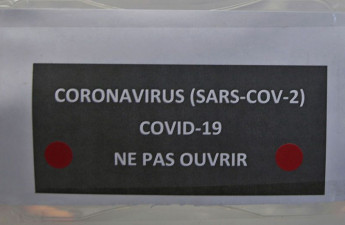 CORONAVIRUS (SARS-COV-2)
COVID-19
NE PAS OUVRIR